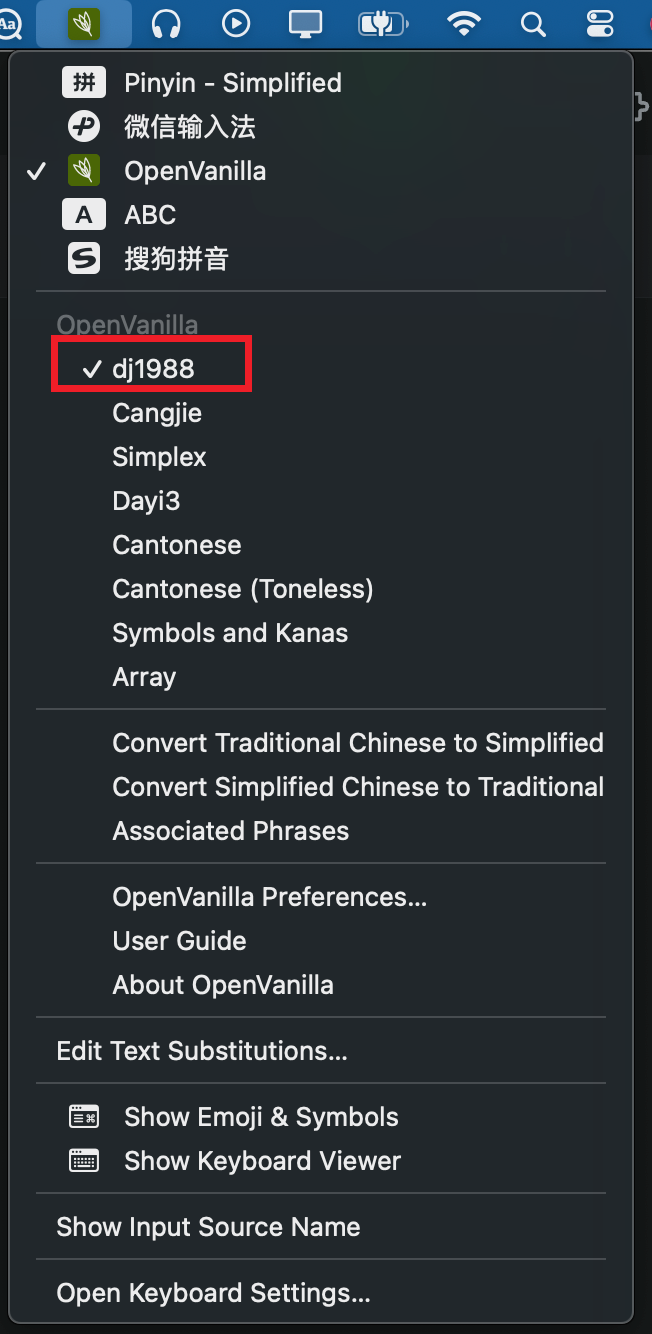 Aa
拼 Pinyin - Simplified
微信输入法
✓ OpenVanilla
A ABC
S 搜狗拼音
OpenVanilla
✓ dj1988
Cangjie
Simplex
Dayi3
Cantonese
Cantonese (Toneless)
Symbols and Kanas
Array
Convert Traditional Chinese to Simplified
Convert Simplified Chinese to Traditional
Associated Phrases
OpenVanilla Preferences...
User Guide
About OpenVanilla
Edit Text Substitutions...
Show Emoji & Symbols
Show Keyboard Viewer
Show Input Source Name
Open Keyboard Settings...